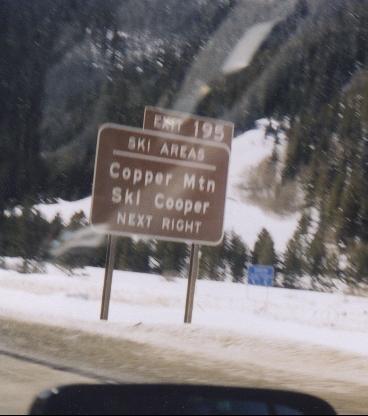 EXIT 195
SKI AREAS
Copper Mtn
Ski Cooper
NEXT RIGHT